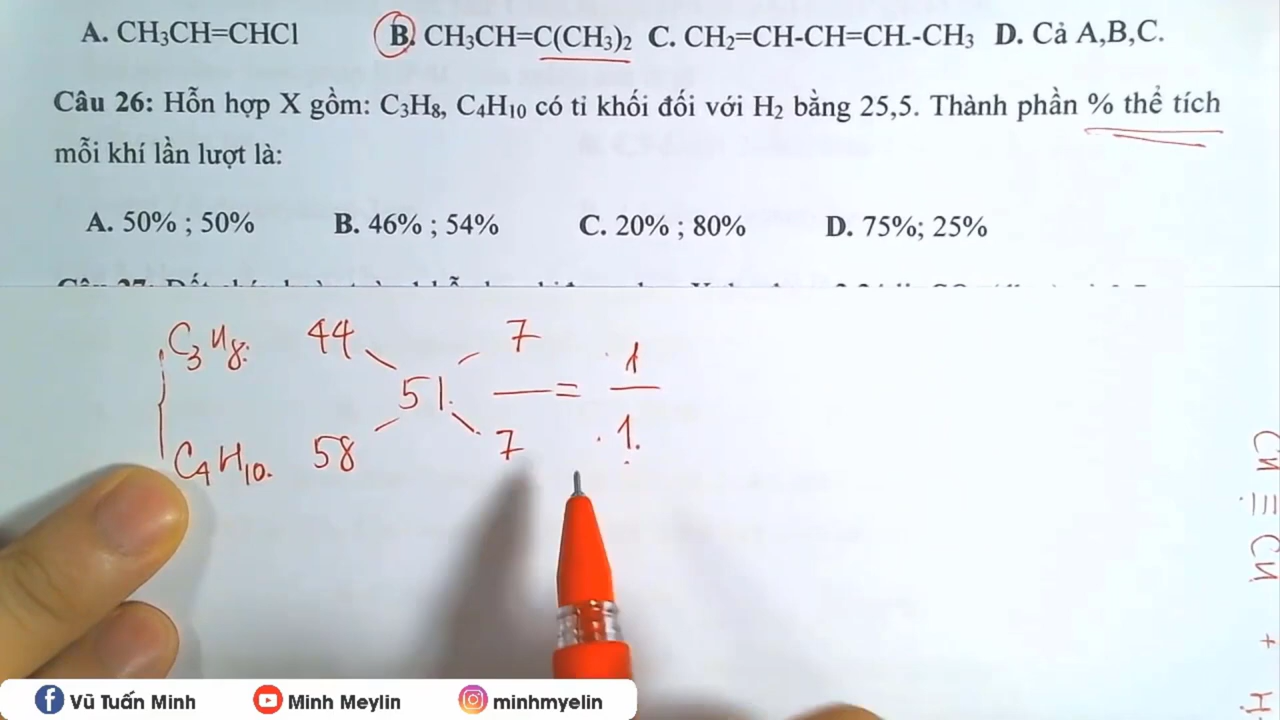 A. CH₃CH=CHCl B. CH₃CH=C(CH₃)₂ C. CH₂=CH-CH=CH.-CH₃ D. Cả A,B,C.
Câu 26: Hỗn hợp X gồm: C₃H₈, C₄H₁₀ có tỉ khối đối với H₂ bằng 25,5. Thành phần % thể tích
mỗi khí lần lượt là:
A. 50% ; 50% B. 46% ; 54% C. 20% ; 80% D. 75%; 25%
C₃H₈: 44 7 1
51. = 
C₄H₁₀. 58 7 1.
CH ≡ CH + H
Vũ Tuấn Minh Minh Meylin minhmyelin